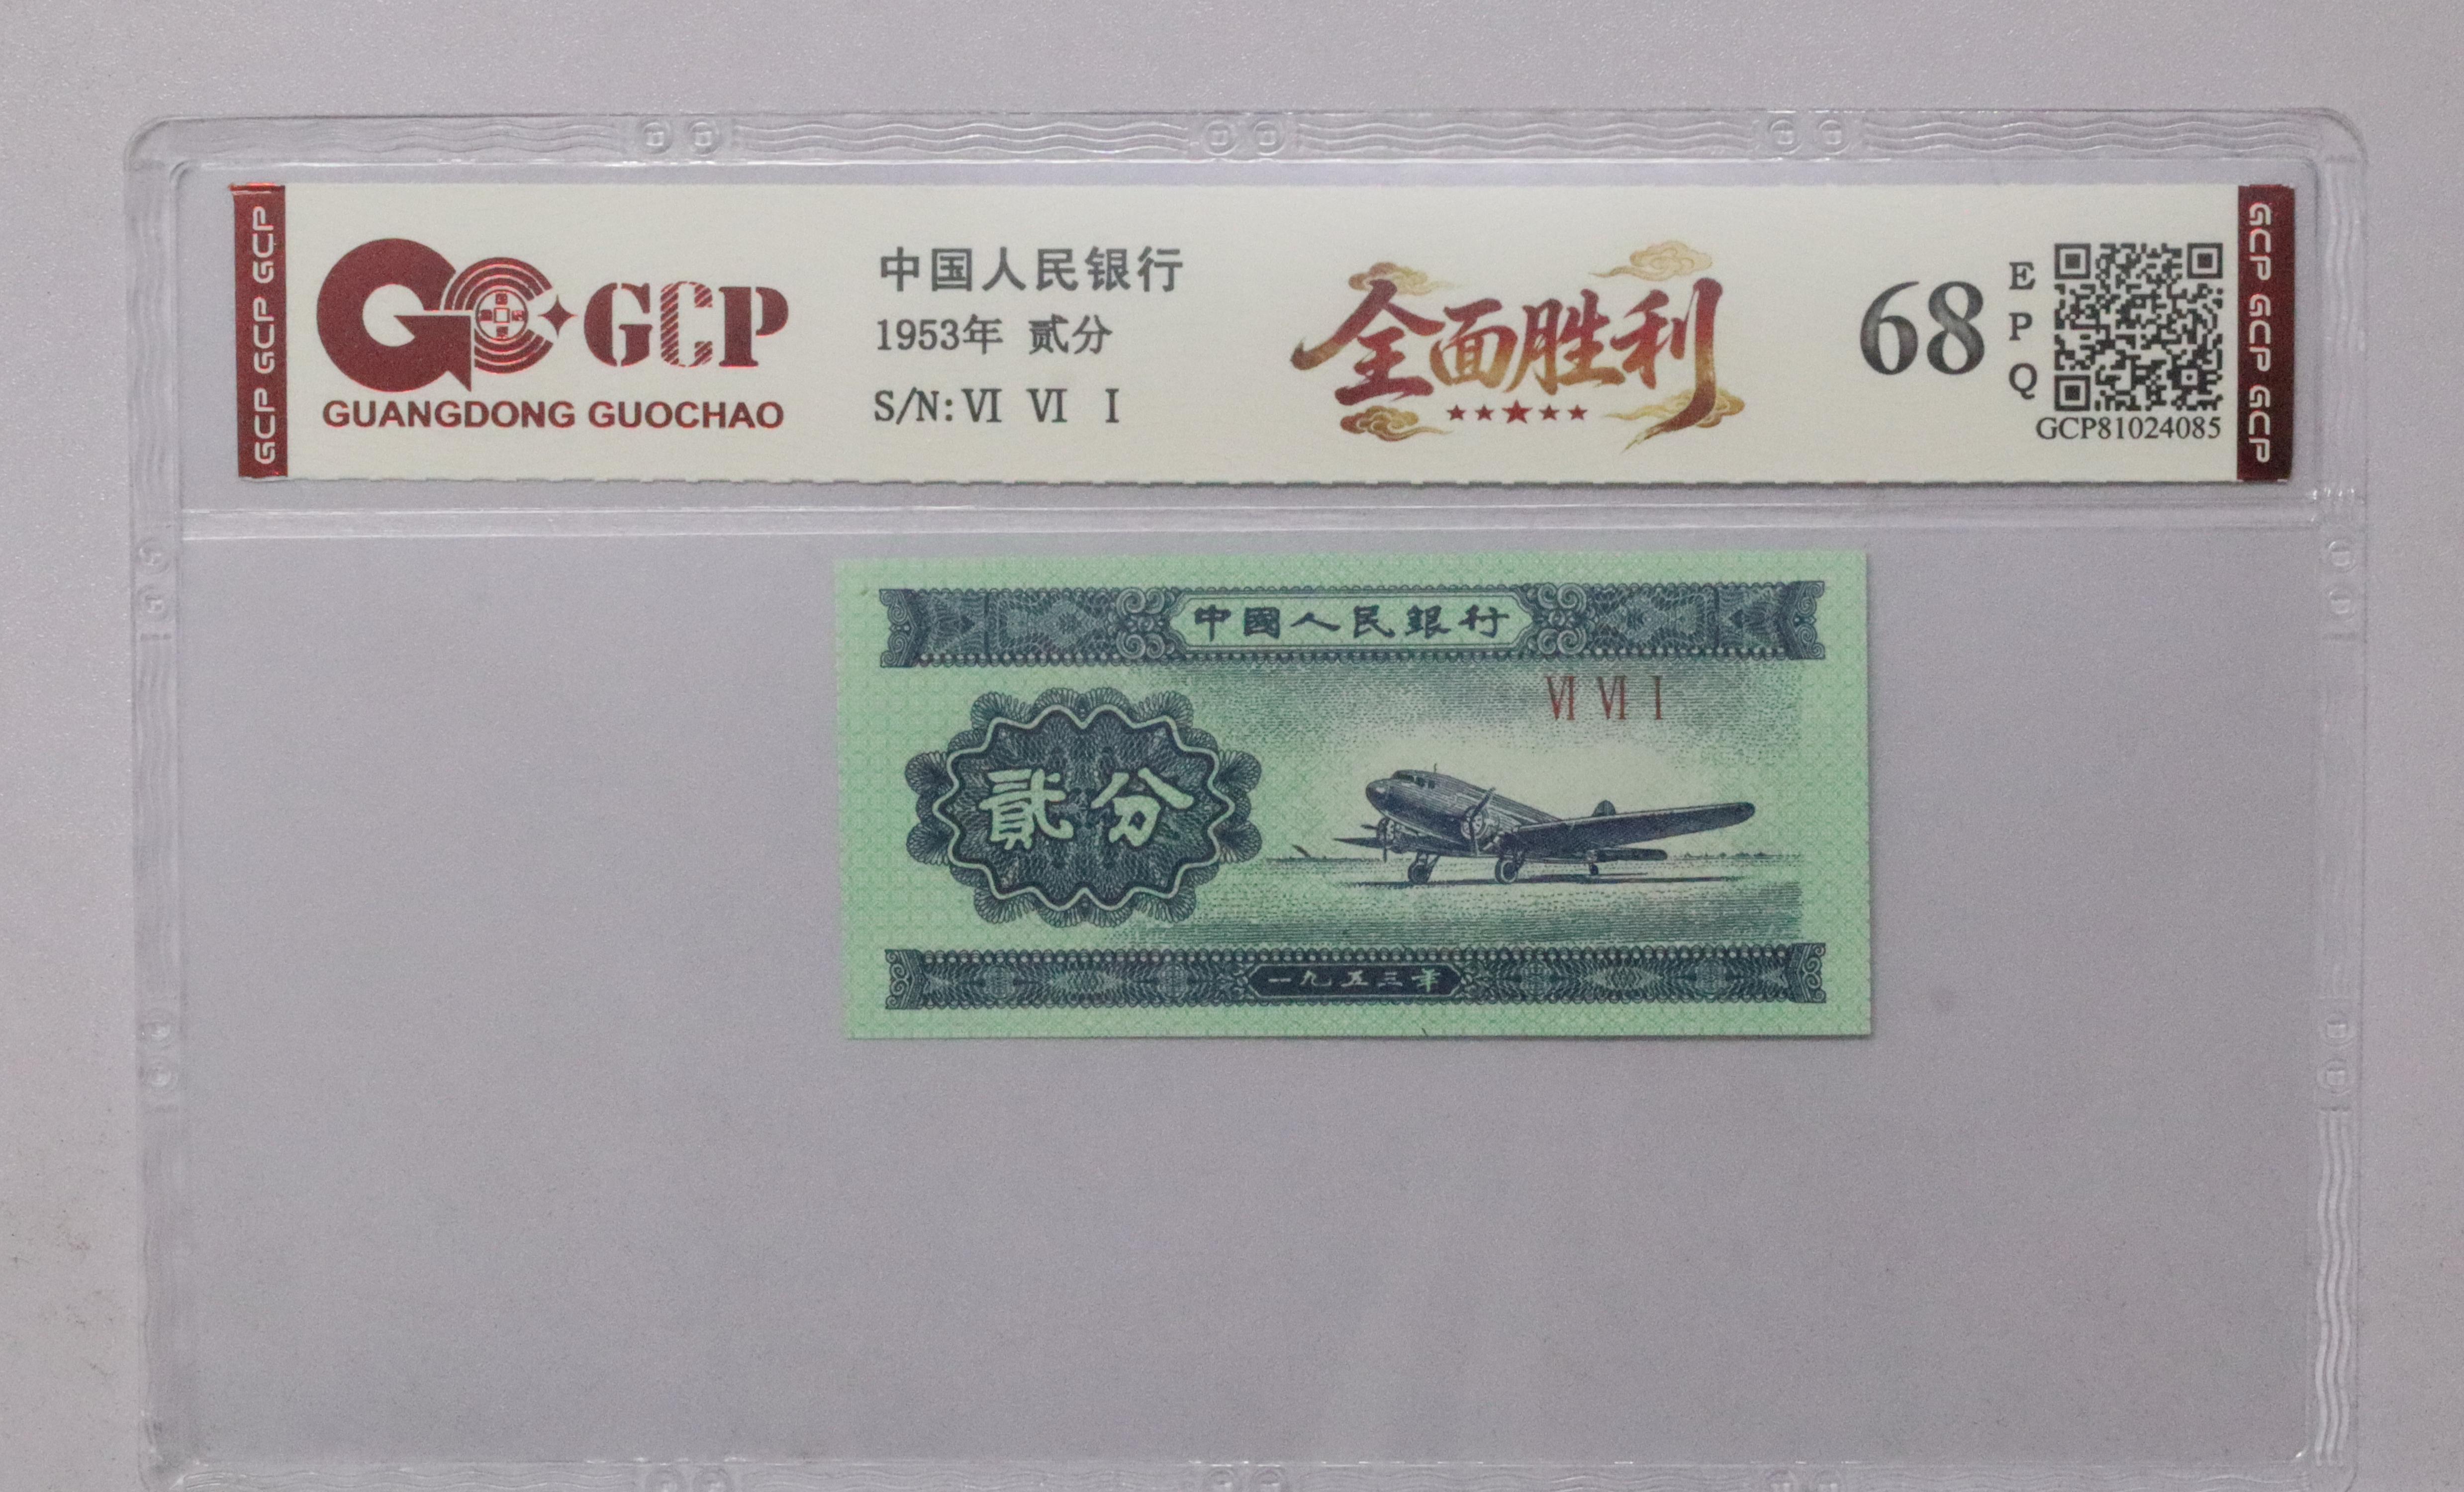 GCP GCP GCP
GCP
GUANGDONG GUOCHAO
中国人民银行
1953年 贰分
S/N: VI VI I
全面胜利
68
EPQ
GCP81024085
GCP GCP GCP
中國人民銀行
VI VI I
貳分
一九五三年